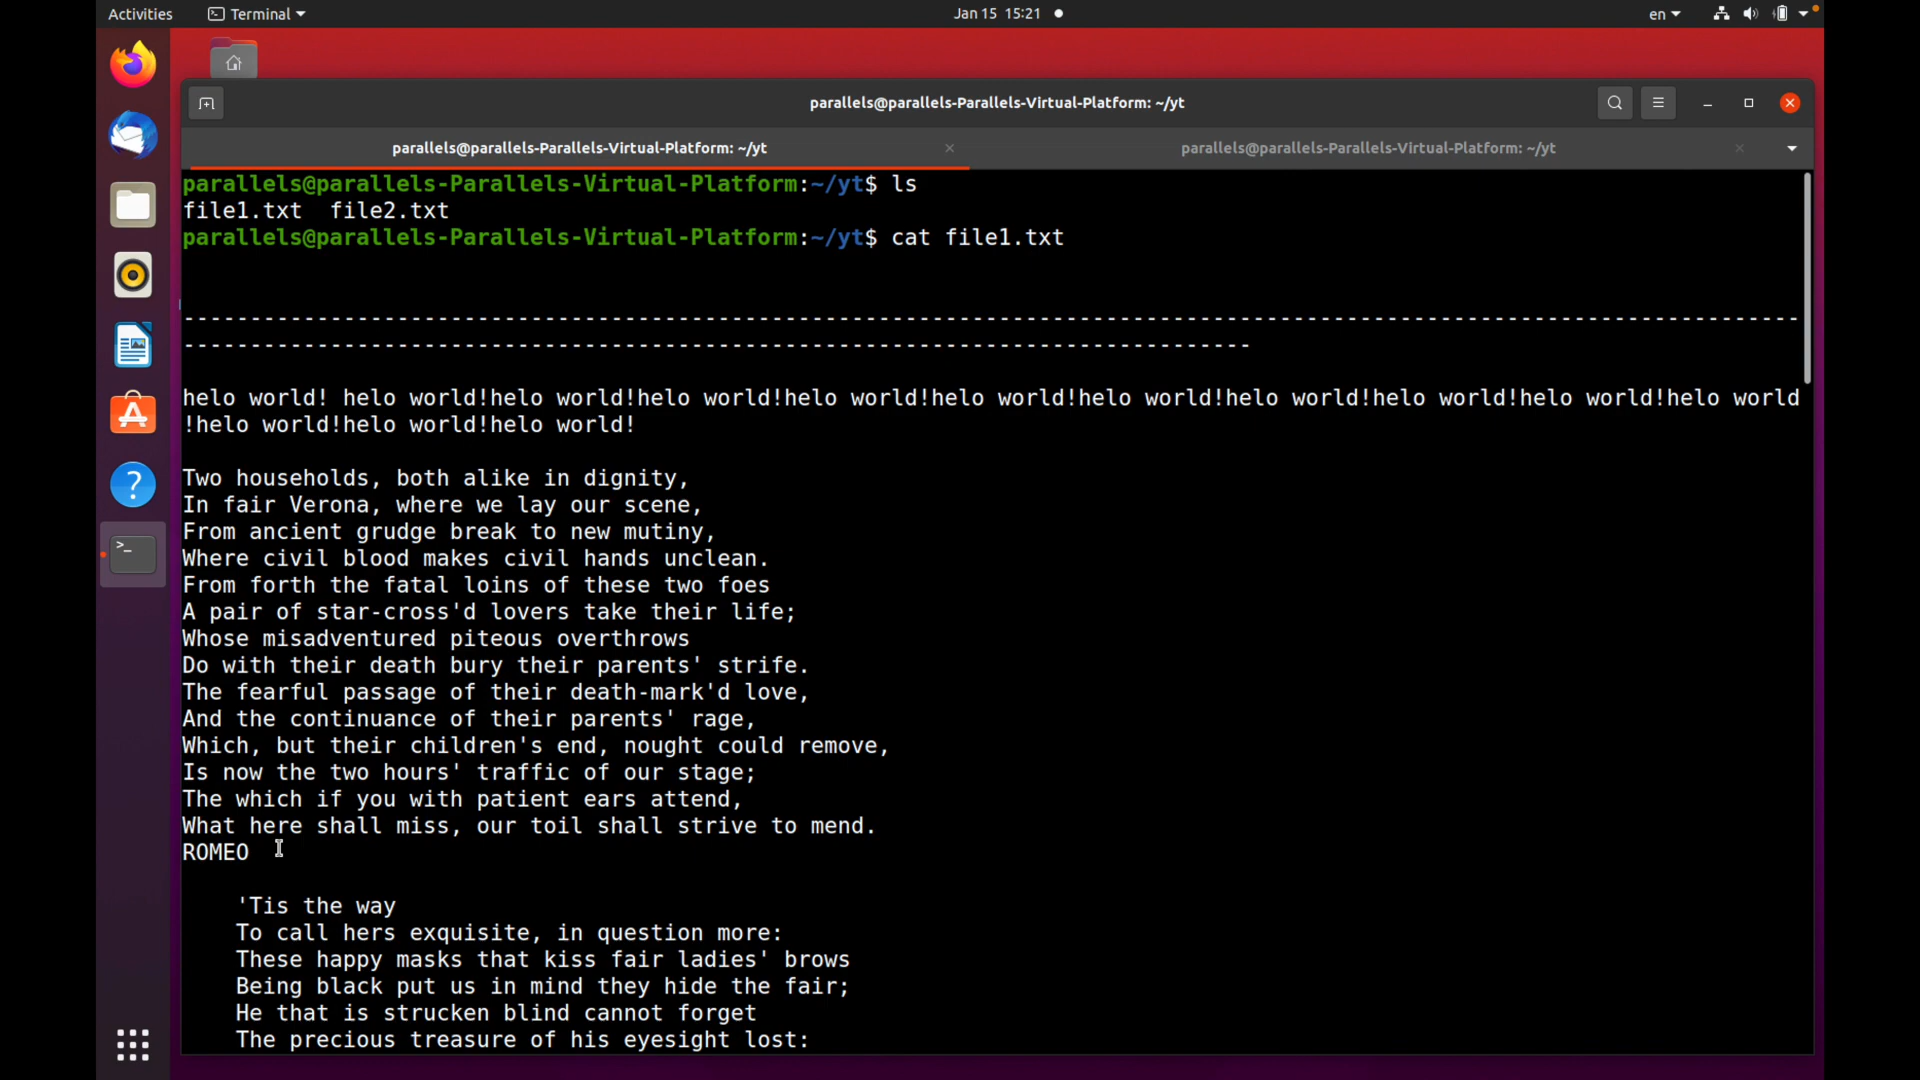 Activities Terminal Jan 15 15:21 en
parallels@parallels-Parallels-Virtual-Platform: ~/yt
parallels@parallels-Parallels-Virtual-Platform: ~/yt parallels@parallels-Parallels-Virtual-Platform: ~/yt
parallels@parallels-Parallels-Virtual-Platform:~/yt$ ls
file1.txt  file2.txt
parallels@parallels-Parallels-Virtual-Platform:~/yt$ cat file1.txt
-------------------------------------------------------------------------------------------------------------------------
--------------------------------------------------------------------------------
helo world! helo world!helo world!helo world!helo world!helo world!helo world!helo world!helo world!helo world!helo world
!helo world!helo world!helo world!
Two households, both alike in dignity,
In fair Verona, where we lay our scene,
From ancient grudge break to new mutiny,
Where civil blood makes civil hands unclean.
From forth the fatal loins of these two foes
A pair of star-cross'd lovers take their life;
Whose misadventured piteous overthrows
Do with their death bury their parents' strife.
The fearful passage of their death-mark'd love,
And the continuance of their parents' rage,
Which, but their children's end, nought could remove,
Is now the two hours' traffic of our stage;
The which if you with patient ears attend,
What here shall miss, our toil shall strive to mend.
ROMEO
'Tis the way
To call hers exquisite, in question more:
These happy masks that kiss fair ladies' brows
Being black put us in mind they hide the fair;
He that is strucken blind cannot forget
The precious treasure of his eyesight lost: